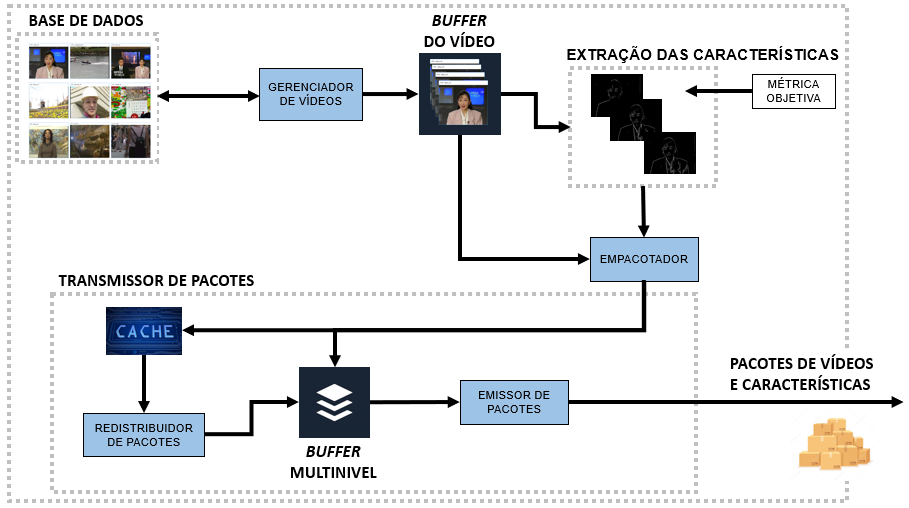 BASE DE DADOS
BUFFER
DO VÍDEO
EXTRAÇÃO DAS CARACTERÍSTICAS
GERENCIADOR
DE VÍDEOS
MÉTRICA
OBJETIVA
EMPACOTADOR
TRANSMISSOR DE PACOTES
CACHE
PACOTES DE VÍDEOS
E CARACTERÍSTICAS
EMISSOR DE
PACOTES
REDISTRIBUIDOR
DE PACOTES
BUFFER
MULTINIVEL